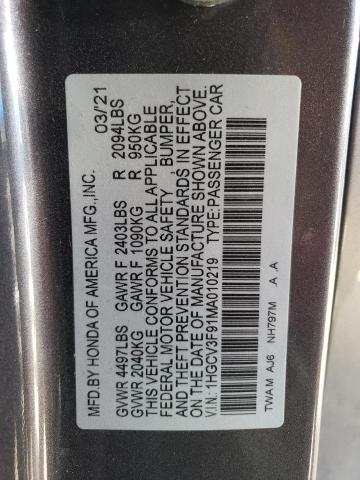 MFD.BY HONDA OF AMERICA MFG.,INC. 03/'21
GVWR 4497LBS GAWR F 2403LBS R 2094LBS
GVWR 2040KG GAWR F 1090KG R 950KG
THIS VEHICLE CONFORMS TO ALL APPLICABLE
FEDERAL MOTOR VEHICLE SAFETY BUMPER,
AND THEFT PREVENTION STANDARDS IN EFFECT
ON THE DATE OF MANUFACTURE SHOWN ABOVE.
V.I.N: 1HGCV3F91MA010219 TYPE:PASSENGER CAR
TWA M AJ6 NH797M .A .A